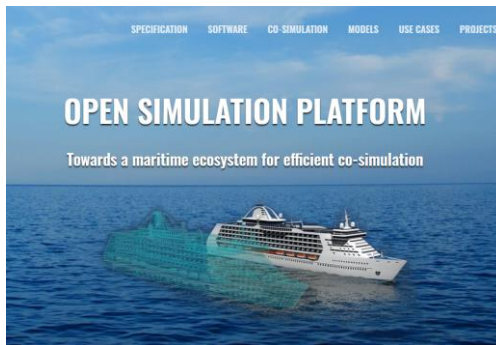 SPECIFICATION SOFTWARE CO-SIMULATION MODELS USE CASES PROJECTS
OPEN SIMULATION PLATFORM
Towards a maritime ecosystem for efficient co-simulation